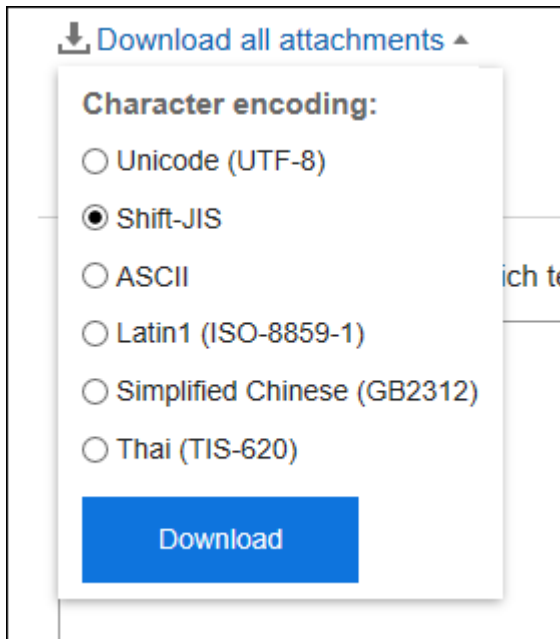 Download all attachments
Character encoding:
Unicode (UTF-8)
Shift-JIS
ASCII
Latin1 (ISO-8859-1)
Simplified Chinese (GB2312)
Thai (TIS-620)
Download